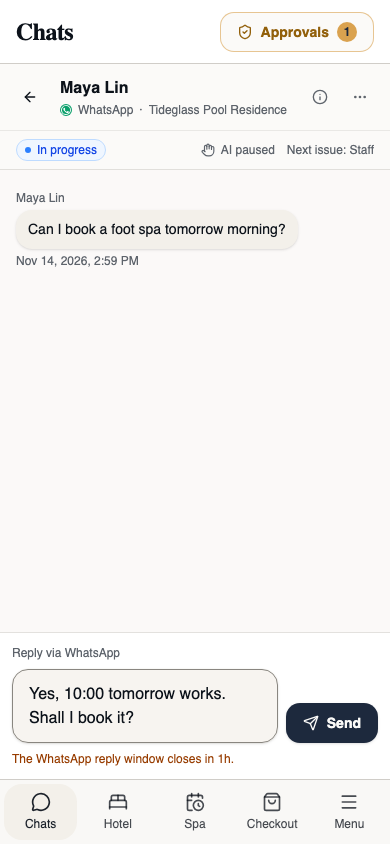 Chats
Approvals 1
Maya Lin
WhatsApp · Tideglass Pool Residence
In progress
AI paused
Next issue: Staff
Maya Lin
Can I book a foot spa tomorrow morning?
Nov 14, 2026, 2:59 PM
Reply via WhatsApp
Yes, 10:00 tomorrow works.
Shall I book it?
Send
The WhatsApp reply window closes in 1h.
Chats
Hotel
Spa
Checkout
Menu